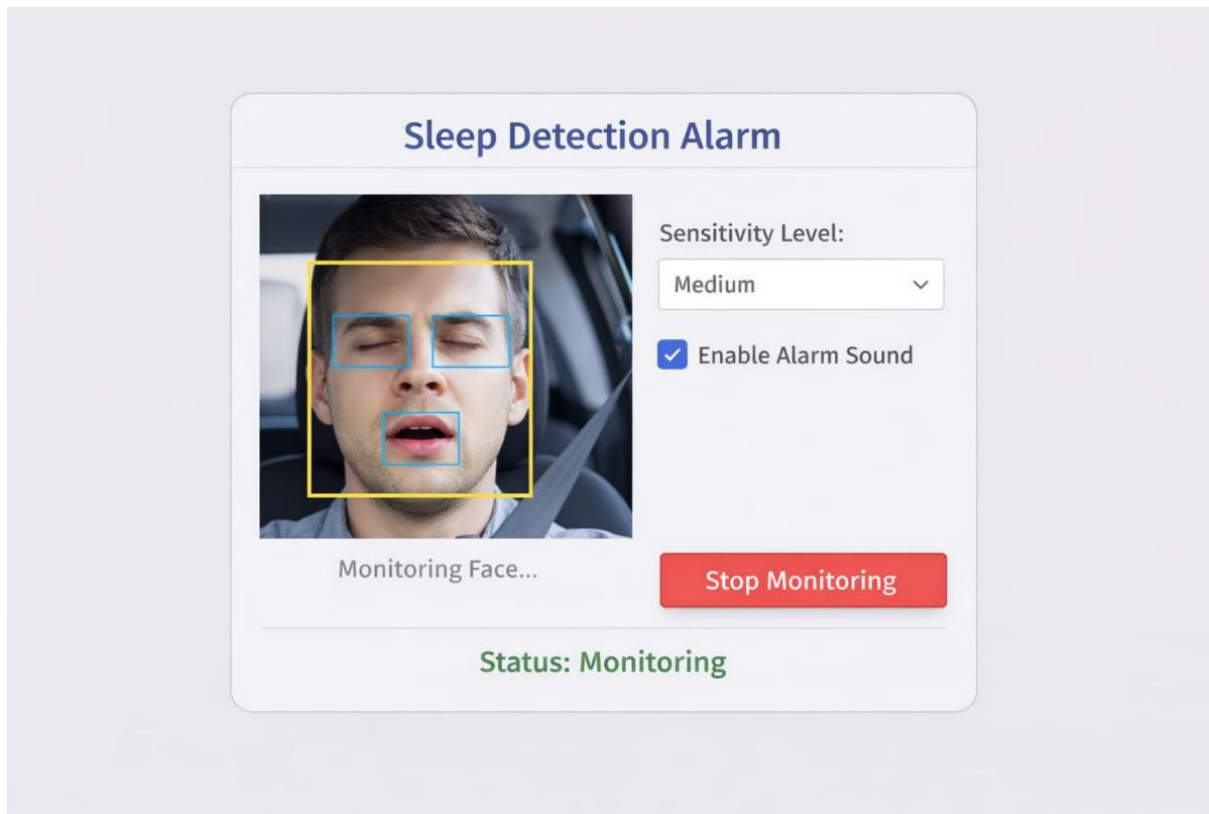 Sleep Detection Alarm
Sensitivity Level:
Medium
Enable Alarm Sound
Monitoring Face...
Stop Monitoring
Status: Monitoring